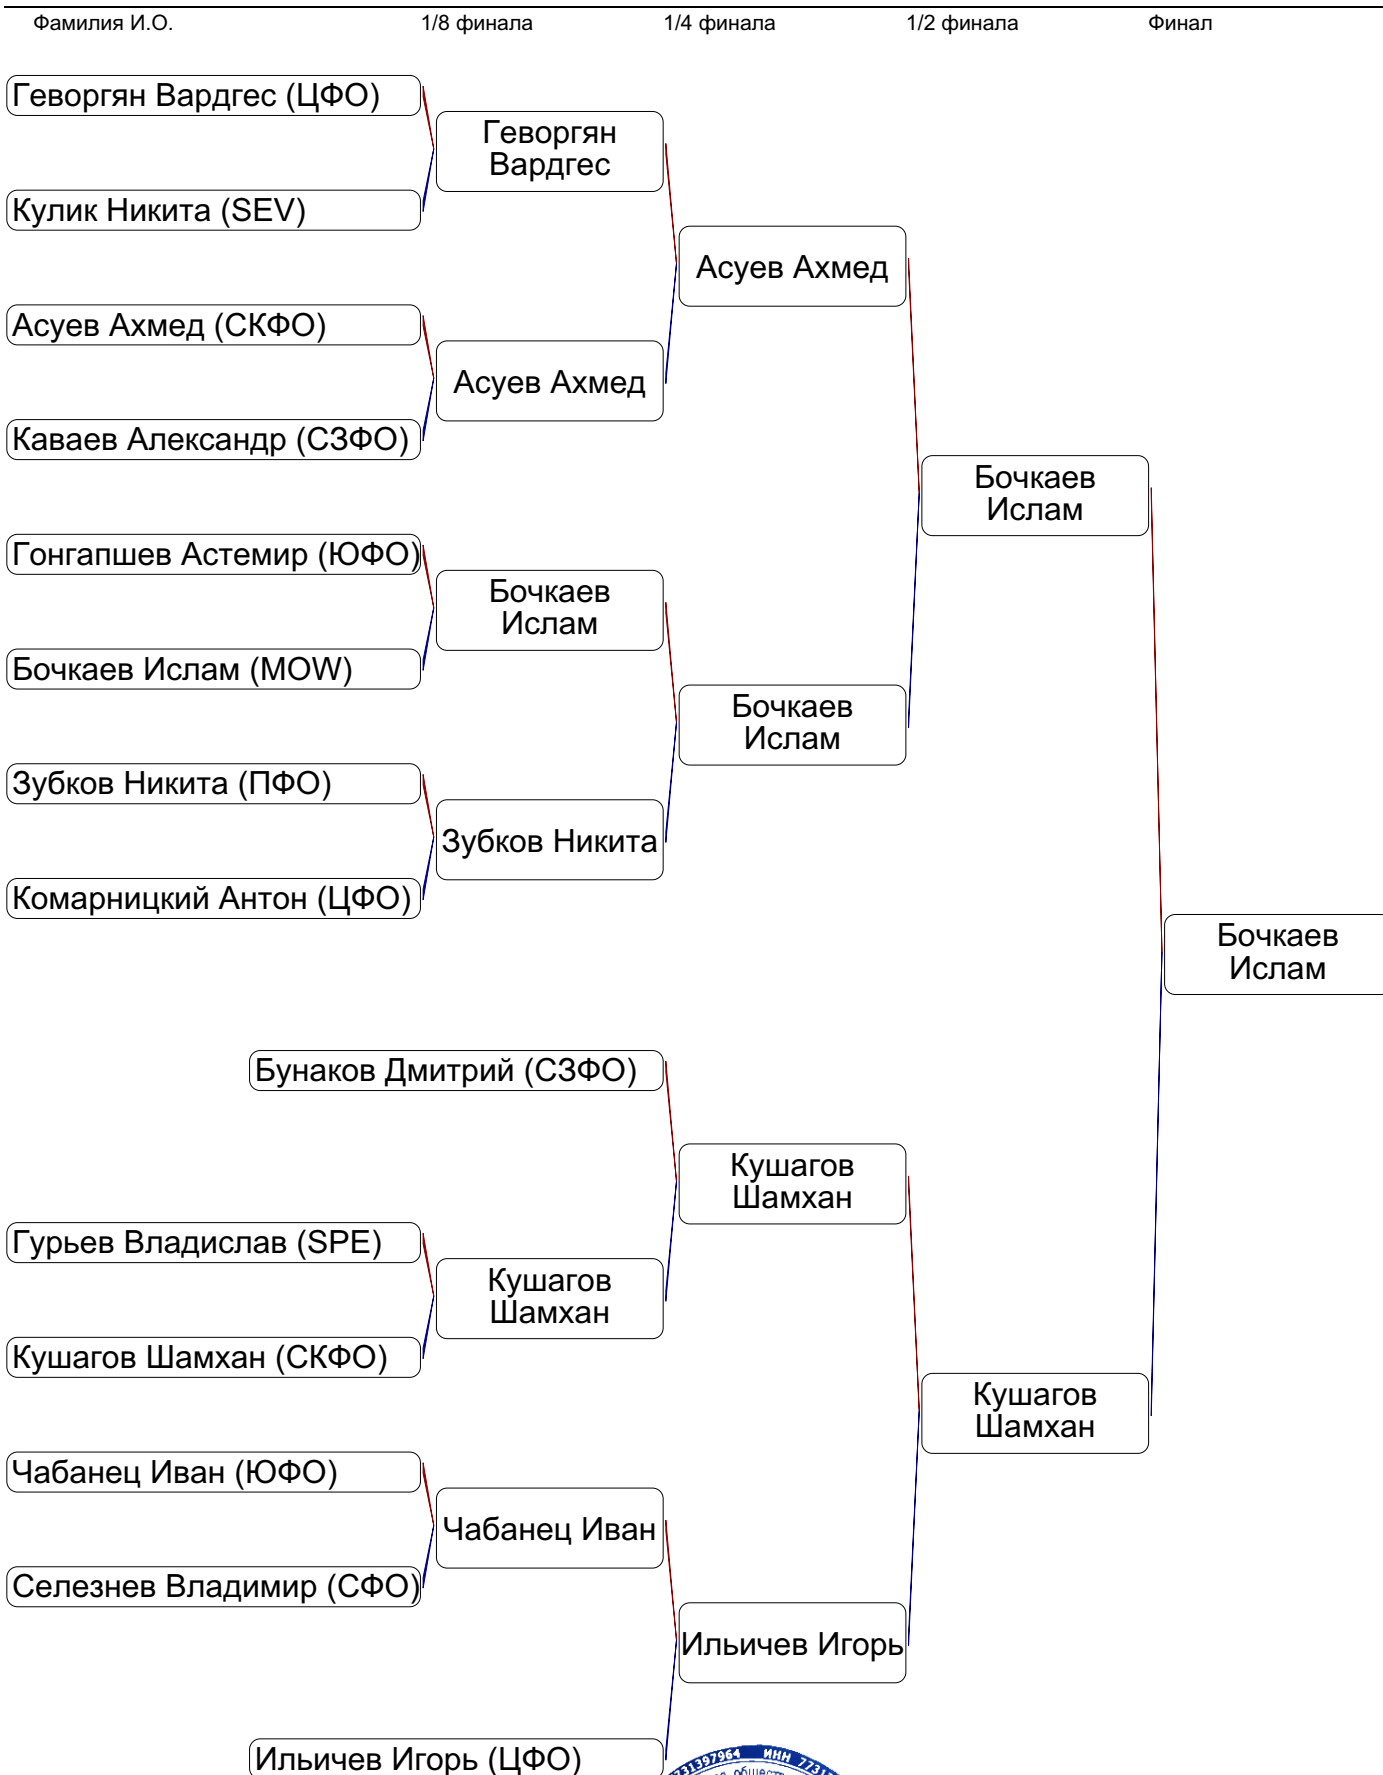 Фамилия И.О. 1/8 финала 1/4 финала 1/2 финала Финал
Геворгян Вардгес (ЦФО)
Геворгян
Вардгес
Кулик Никита (SEV)
Асуев Ахмед
Асуев Ахмед (СКФО)
Асуев Ахмед
Каваев Александр (СЗФО)
Бочкаев
Ислам
Гонгапшев Астемир (ЮФО)
Бочкаев
Ислам
Бочкаев Ислам (MOW)
Бочкаев
Ислам
Зубков Никита (ПФО)
Зубков Никита
Комарницкий Антон (ЦФО)
Бочкаев
Ислам
Бунаков Дмитрий (СЗФО)
Кушагов
Шамхан
Гурьев Владислав (SPE)
Кушагов
Шамхан
Кушагов Шамхан (СКФО)
Кушагов
Шамхан
Чабанец Иван (ЮФО)
Чабанец Иван
Селезнев Владимир (СФО)
Ильичев Игорь
Ильичев Игорь (ЦФО)
ИНН